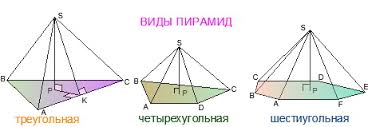 ВИДЫ ПИРАМИД
S
S
S
B
P
C
A
K
B
P
C
A
D
C
D
B
P
E
A
F
треугольная
четырехугольная
шестиугольная